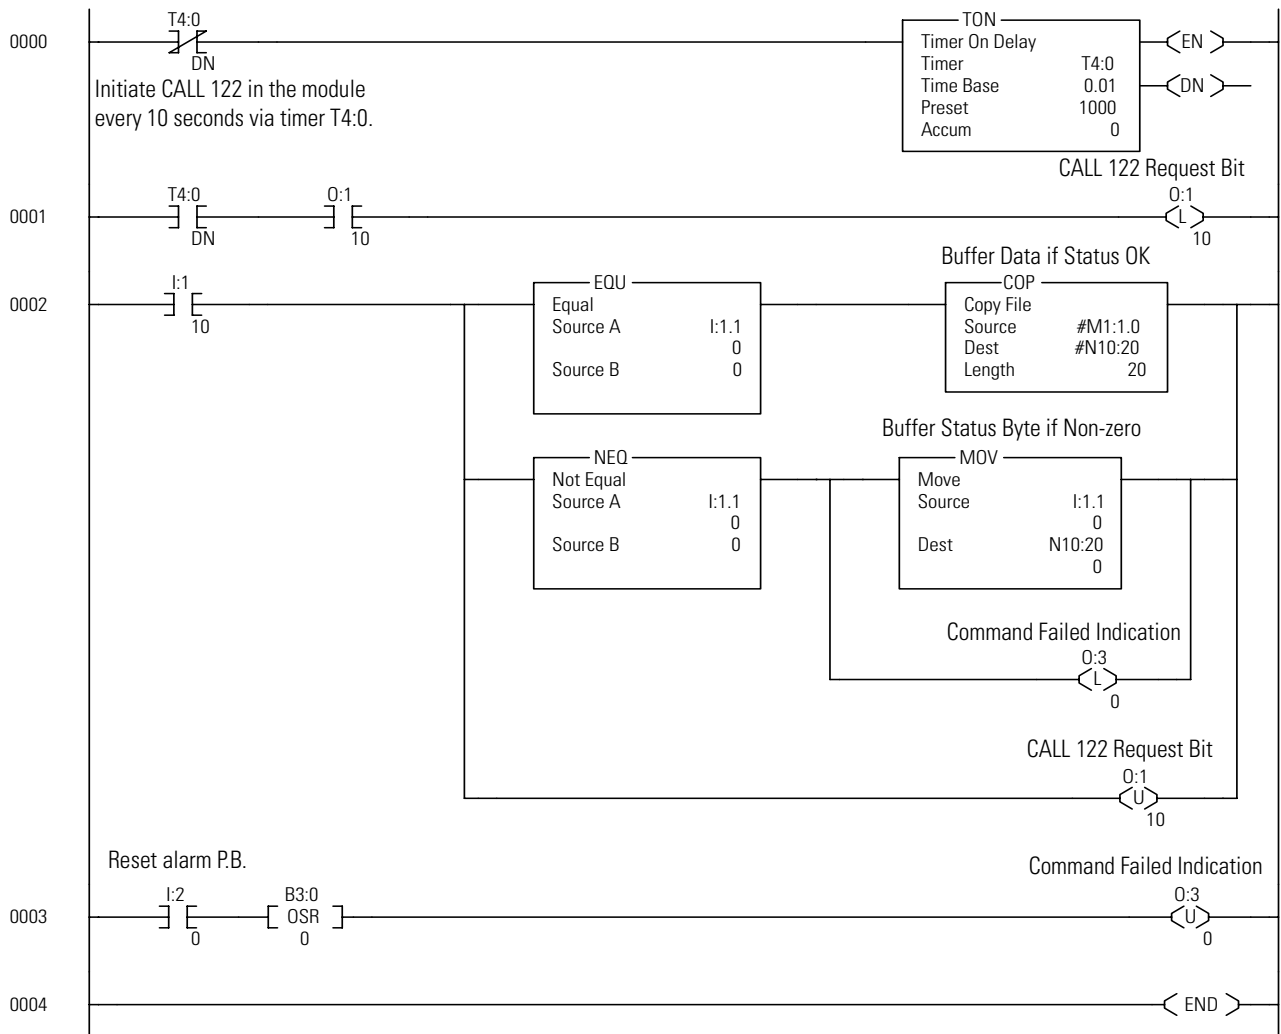 T4:0
0000
DN
Initiate CALL 122 in the module
every 10 seconds via timer T4:0.
TON
Timer On Delay
Timer T4:0
Time Base 0.01
Preset 1000
Accum 0
EN
DN
CALL 122 Request Bit
0001
T4:0
DN
O:1
10
O:1
L
10
0002
I:1
10
EQU
Equal
Source A I:1.1
0
Source B 0
Buffer Data if Status OK
COP
Copy File
Source #M1:1.0
Dest #N10:20
Length 20
NEQ
Not Equal
Source A I:1.1
0
Source B 0
Buffer Status Byte if Non-zero
MOV
Move
Source I:1.1
0
Dest N10:20
0
Command Failed Indication
O:3
L
0
CALL 122 Request Bit
O:1
U
10
Reset alarm P.B.
0003
I:2
0
B3:0
OSR
0
Command Failed Indication
O:3
U
0
0004
END